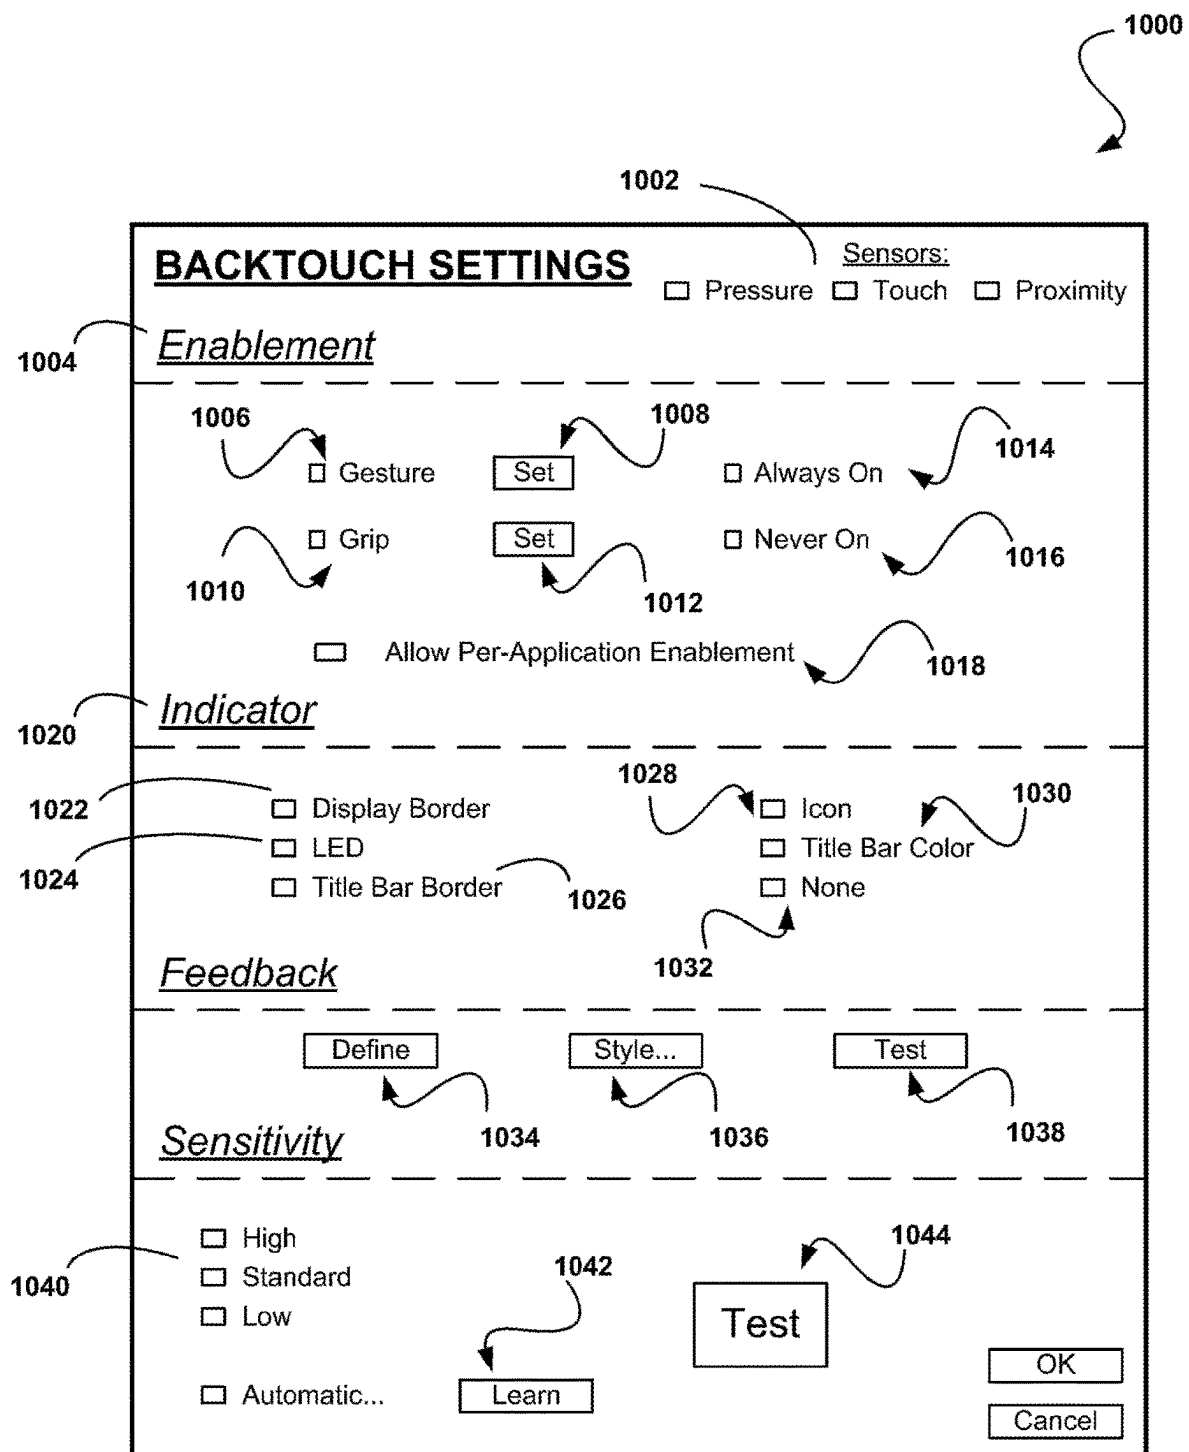 1000
1002
BACKTOUCH SETTINGS
Sensors:
Pressure Touch Proximity
1004
Enablement
1006 1008 1014
Gesture Set Always On
Grip Set Never On
1010 1012 1016
Allow Per-Application Enablement
1018
1020
Indicator
1028 1030
1022 Display Border Icon
1024 LED Title Bar Color
Title Bar Border 1026 None
1032
Feedback
Define Style... Test
1034 1036 1038
Sensitivity
1040
High
Standard
Low
1042 1044
Test
Automatic... Learn
OK
Cancel